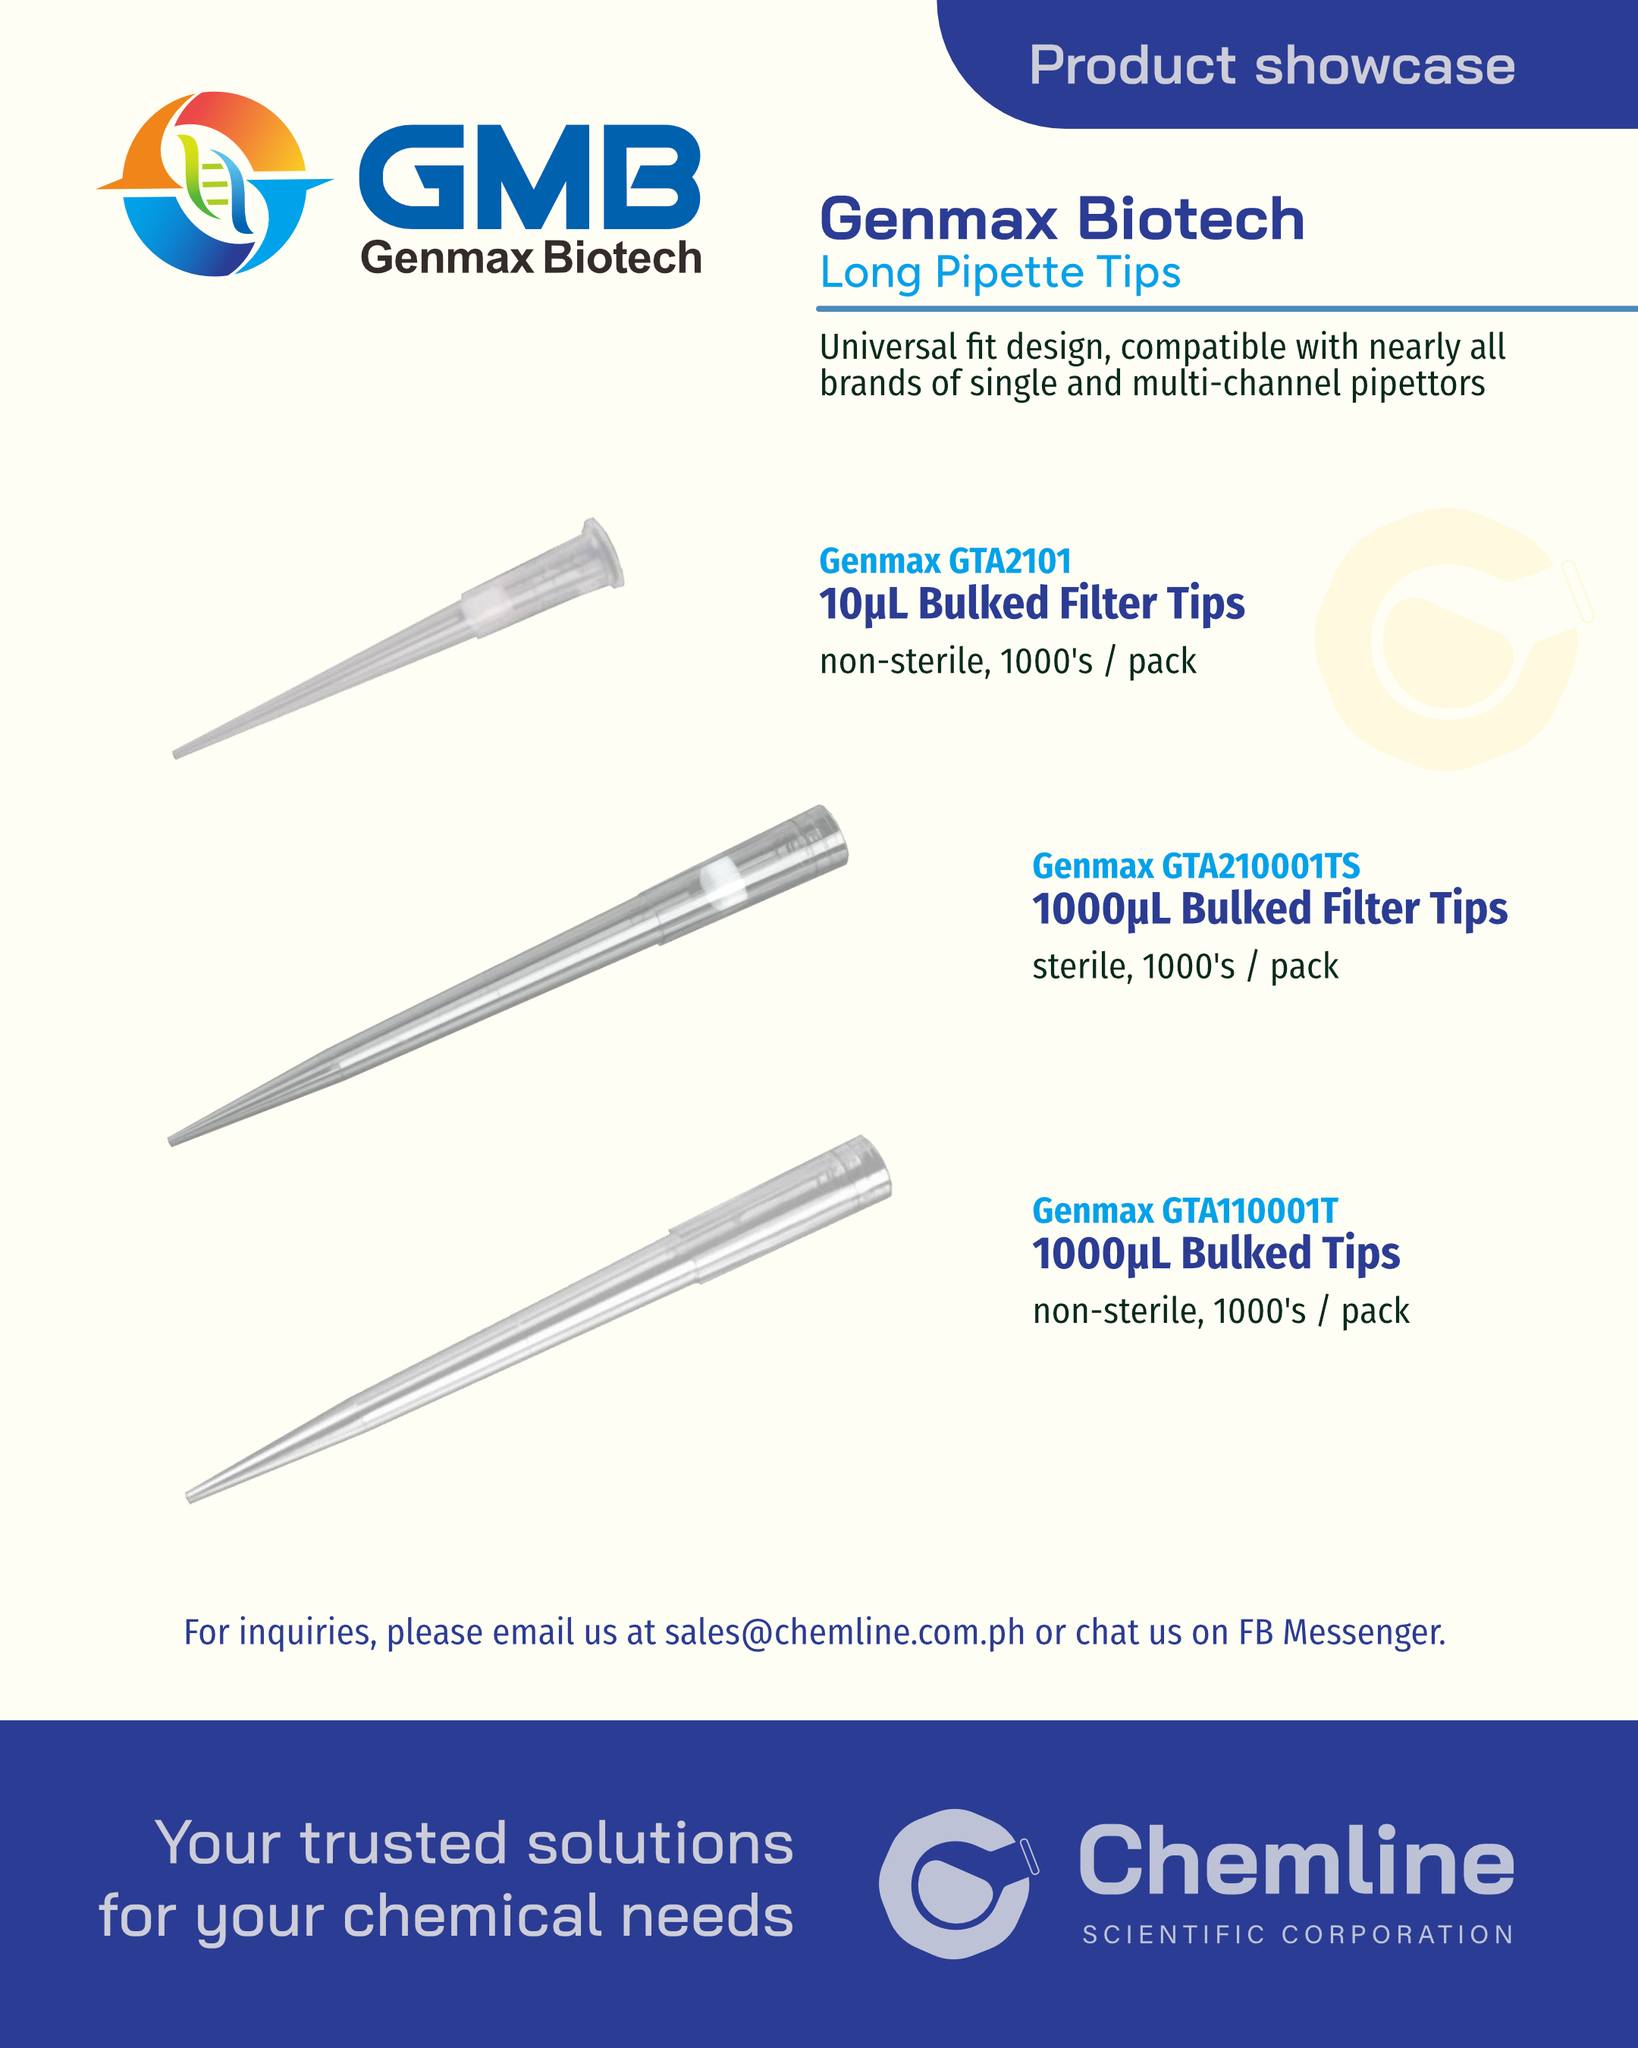 Product showcase
GMB
Genmax Biotech
Genmax Biotech
Long Pipette Tips
Universal fit design, compatible with nearly all
brands of single and multi-channel pipettors
Genmax GTA2101
10µL Bulked Filter Tips
non-sterile, 1000's / pack
Genmax GTA210001TS
1000µL Bulked Filter Tips
sterile, 1000's / pack
Genmax GTA110001T
1000µL Bulked Tips
non-sterile, 1000's / pack
For inquiries, please email us at sales@chemline.com.ph or chat us on FB Messenger.
Your trusted solutions
for your chemical needs
Chemline
SCIENTIFIC CORPORATION